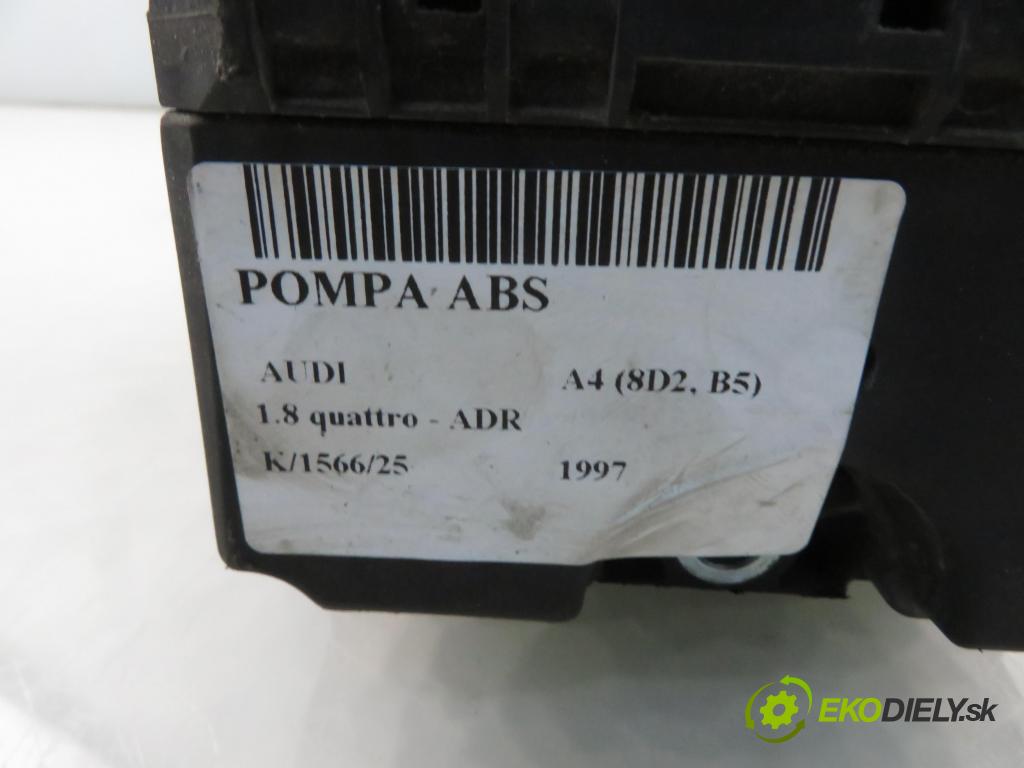 POMPA ABS
AUDI A4 (8D2, B5)
1.8 quattro - ADR
K/1566/25 1997
EKODIELY.sk